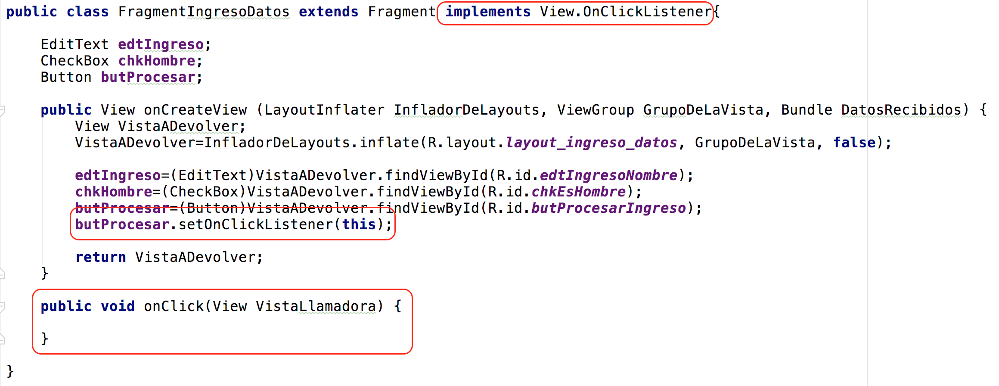 public class FragmentIngresoDatos extends Fragment implements View.OnClickListener{
EditText edtIngreso;
CheckBox chkHombre;
Button butProcesar;
public View onCreateView (LayoutInflater InfladorDeLayouts, ViewGroup GrupoDeLaVista, Bundle DatosRecibidos) {
View VistaADevolver;
VistaADevolver=InfladorDeLayouts.inflate(R.layout.layout_ingreso_datos, GrupoDeLaVista, false);
edtIngreso=(EditText)VistaADevolver.findViewById(R.id.edtIngresoNombre);
chkHombre=(CheckBox)VistaADevolver.findViewById(R.id.chkEsHombre);
butProcesar=(Button)VistaADevolver.findViewById(R.id.butProcesarIngreso);
butProcesar.setOnClickListener(this);
return VistaADevolver;
}
public void onClick(View VistaLlamadora) {
}
}